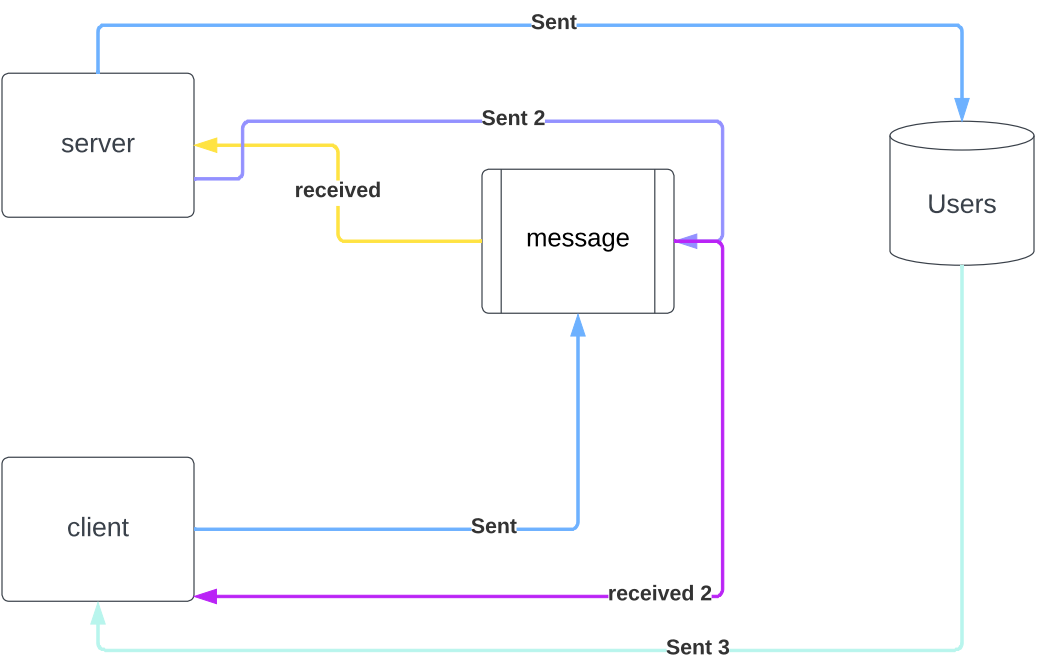 Sent
Sent 2
server
received
Users
message
client
Sent
received 2
Sent 3